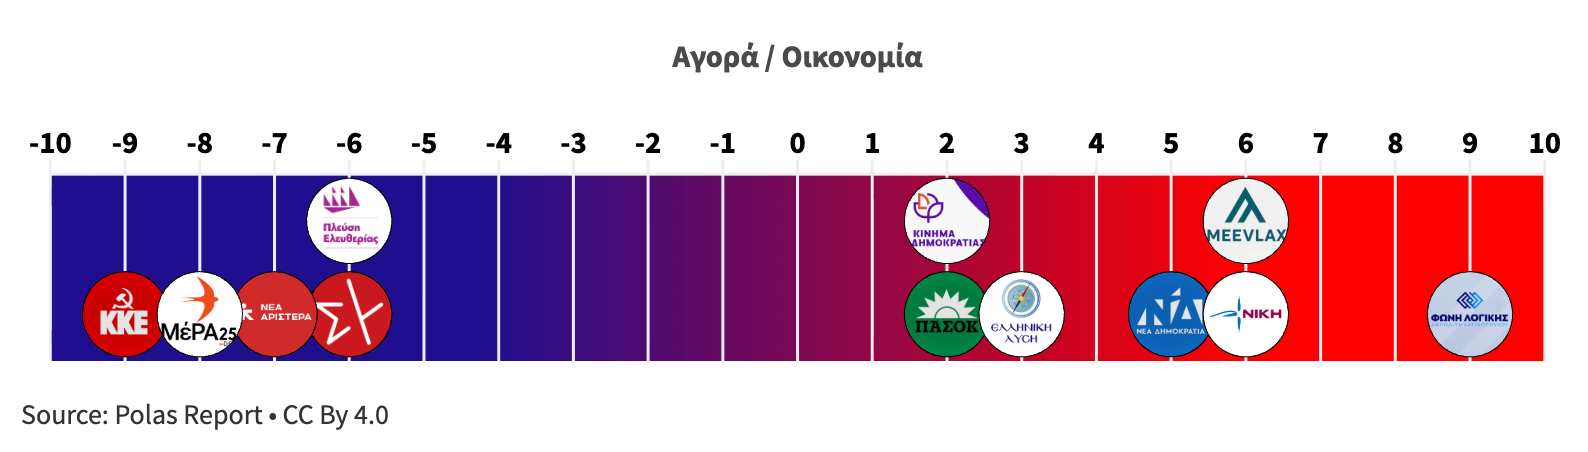 Αγορά / Οικονομία
-10 -9 -8 -7 -6 -5 -4 -3 -2 -1 0 1 2 3 4 5 6 7 8 9 10
Πλεύση
Ελευθερίας
ΚΙΝΗΜΑ
ΔΗΜΟΚΡΑΤΙΑΣ
MEEVLAX
ΚΚΕ
ΜέΡΑ25
ΝΕΑ
ΑΡΙΣΤΕΡΑ
ΠΑΣΟΚ
ΕΛΛΗΝΙΚΗ
ΛΥΣΗ
ΝΔ
ΝΕΑ ΔΗΜΟΚΡΑΤΙΑ
ΝΙΚΗ
ΦΩΝΗ ΛΟΓΙΚΗΣ
Source: Polas Report • CC By 4.0